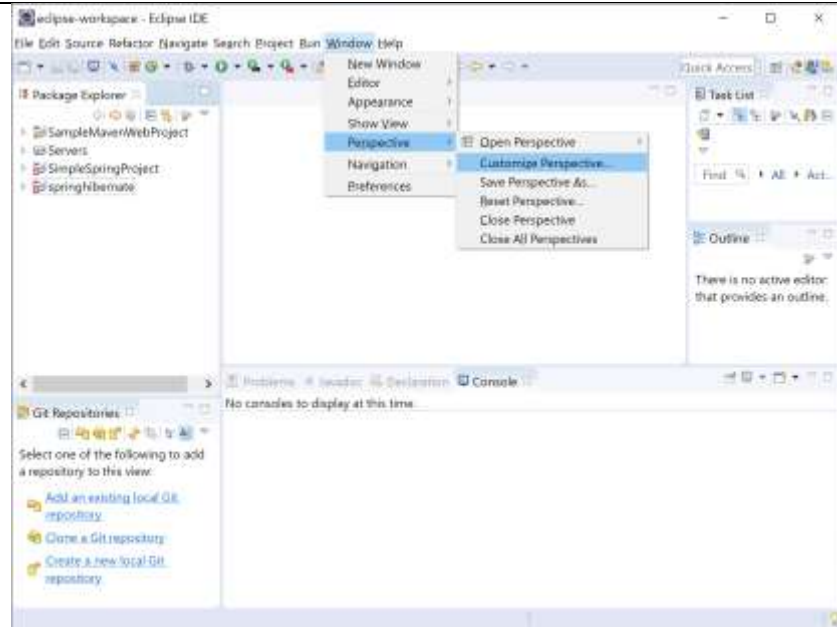 eclipse-workspace - Eclipse IDE
File Edit Source Refactor Navigate Search Project Run Window Help
Quick Access
New Window
Editor
Appearance
Show View
Perspective
Navigation
Preferences
Open Perspective
Customize Perspective...
Save Perspective As...
Reset Perspective...
Close Perspective
Close All Perspectives
Package Explorer
SampleMavenWebProject
Servers
SimpleSpringProject
springhibernate
Task List
Find All Act...
Outline
There is no active editor
that provides an outline.
Problems Javadoc Declaration Console
No consoles to display at this time.
Git Repositories
Select one of the following to add
a repository to this view:
Add an existing local Git
repository
Clone a Git repository
Create a new local Git
repository